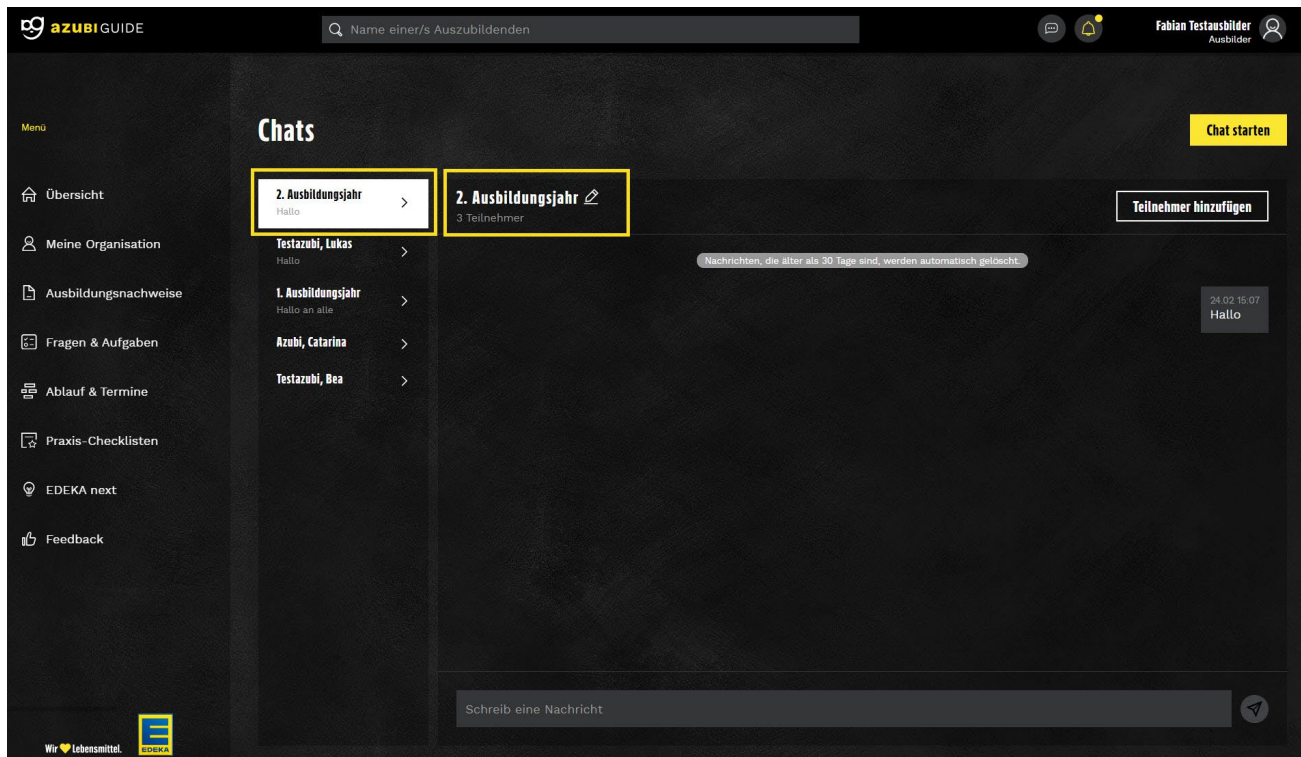 azubiGUIDE
Name einer/s Auszubildenden
Fabian Testausbilder
Ausbilder
Menü
Chats
Chat starten
Übersicht
Meine Organisation
Ausbildungsnachweise
Fragen & Aufgaben
Ablauf & Termine
Praxis-Checklisten
EDEKA next
Feedback
2. Ausbildungsjahr
Hallo
Testazubi, Lukas
Hallo
1. Ausbildungsjahr
Hallo an alle
Azubi, Catarina
Testazubi, Bea
2. Ausbildungsjahr
3 Teilnehmer
Teilnehmer hinzufügen
Nachrichten, die älter als 30 Tage sind, werden automatisch gelöscht.
24.02 15:07
Hallo
Schreib eine Nachricht
Wir 💛 Lebensmittel.
EDEKA